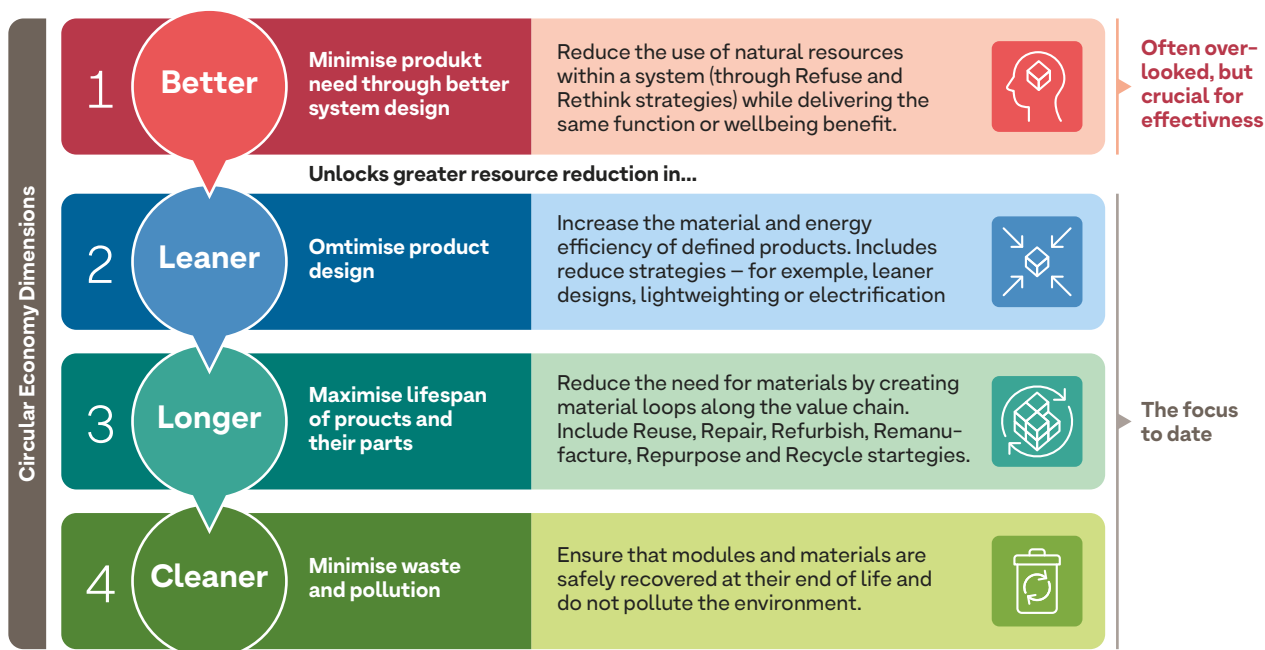 Circular Economy Dimensions
1
Better
Minimise produkt
need through better
system design
Reduce the use of natural resources
within a system (through Refuse and
Rethink strategies) while delivering the
same function or wellbeing benefit.
Often over-
looked, but
crucial for
effectivness
Unlocks greater resource reduction in...
2
Leaner
Omtimise product
design
Increase the material and energy
efficiency of defined products. Includes
reduce strategies – for exemple, leaner
designs, lightweighting or electrification
3
Longer
Maximise lifespan
of proucts and
their parts
Reduce the need for materials by creating
material loops along the value chain.
Include Reuse, Repair, Refurbish, Remanu-
facture, Repurpose and Recycle startegies.
The focus
to date
4
Cleaner
Minimise waste
and pollution
Ensure that modules and materials are
safely recovered at their end of life and
do not pollute the environment.